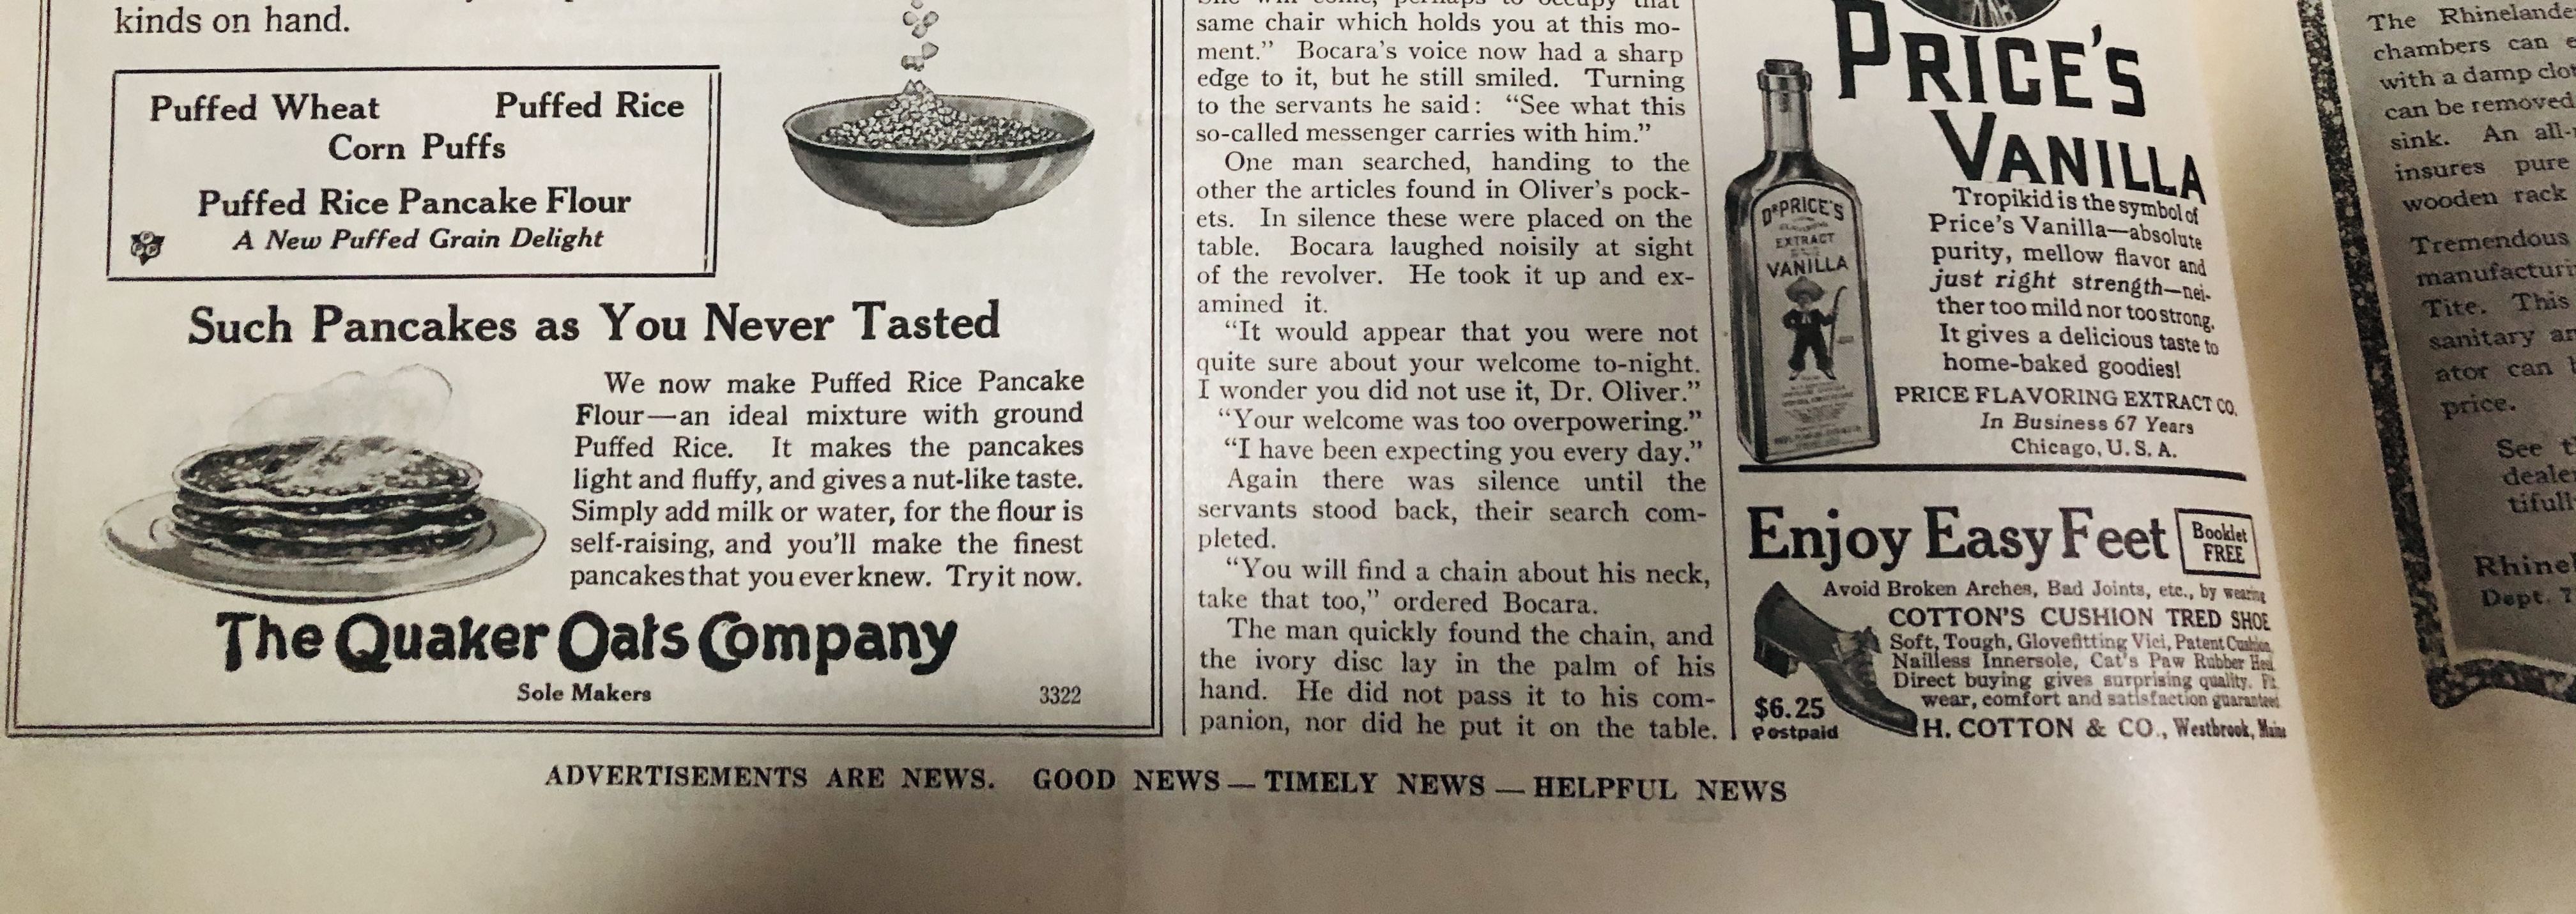 kinds on hand.
Puffed Wheat Puffed Rice
Corn Puffs
Puffed Rice Pancake Flour
A New Puffed Grain Delight
Such Pancakes as You Never Tasted
We now make Puffed Rice Pancake
Flour—an ideal mixture with ground
Puffed Rice. It makes the pancakes
light and fluffy, and gives a nut-like taste.
Simply add milk or water, for the flour is
self-raising, and you'll make the finest
pancakes that you ever knew. Try it now.
The Quaker Oats Company
Sole Makers 3322
same chair which holds you at this mo-
ment." Bocara's voice now had a sharp
edge to it, but he still smiled. Turning
to the servants he said: "See what this
so-called messenger carries with him."
One man searched, handing to the
other the articles found in Oliver's pock-
ets. In silence these were placed on the
table. Bocara laughed noisily at sight
of the revolver. He took it up and ex-
amined it.
"It would appear that you were not
quite sure about your welcome to-night.
I wonder you did not use it, Dr. Oliver."
"Your welcome was too overpowering."
"I have been expecting you every day."
Again there was silence until the
servants stood back, their search com-
pleted.
"You will find a chain about his neck,
take that too," ordered Bocara.
The man quickly found the chain, and
the ivory disc lay in the palm of his
hand. He did not pass it to his com-
panion, nor did he put it on the table.
PRICE'S
VANILLA
Dr PRICE'S
EXTRACT
VANILLA
Tropikid is the symbol of
Price's Vanilla—absolute
purity, mellow flavor and
just right strength—nei-
ther too mild nor too strong.
It gives a delicious taste to
home-baked goodies!
PRICE FLAVORING EXTRACT CO.
In Business 67 Years
Chicago, U. S. A.
Enjoy Easy Feet
Booklet
FREE
Avoid Broken Arches, Bad Joints, etc., by wearing
COTTON'S CUSHION TRED SHOE
Soft, Tough, Glovefitting Vici, Patent Cushion,
Nailless Innersole, Cat's Paw Rubber Heel.
Direct buying gives surprising quality. Fit,
wear, comfort and satisfaction guaranteed.
$6.25
Postpaid
H. COTTON & CO., Westbrook, Maine
The Rhinelande
chambers can
with a damp clot
can be removed
sink. An all-
insures pure
wooden rack
Tremendous
manufacturi
Tite. This
sanitary
ator can
price.
See
deale
tifull
Rhinel
Dept. 7
ADVERTISEMENTS ARE NEWS. GOOD NEWS—TIMELY NEWS—HELPFUL NEWS